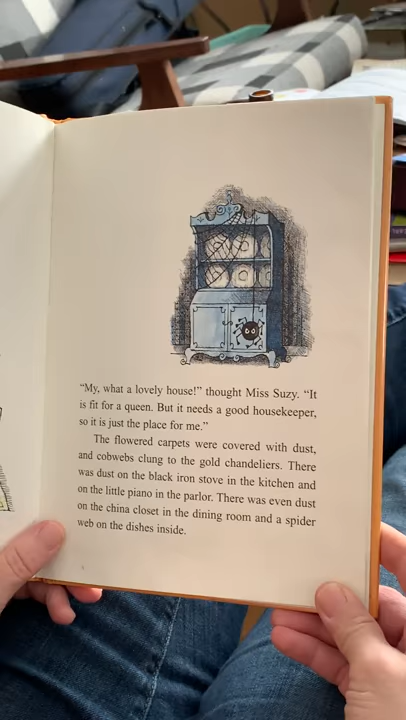 “My, what a lovely house!” thought Miss Suzy. “It
is fit for a queen. But it needs a good housekeeper,
so it is just the place for me.”
The flowered carpets were covered with dust,
and cobwebs clung to the gold chandeliers. There
was dust on the black iron stove in the kitchen and
on the little piano in the parlor. There was even dust
on the china closet in the dining room and a spider
web on the dishes inside.